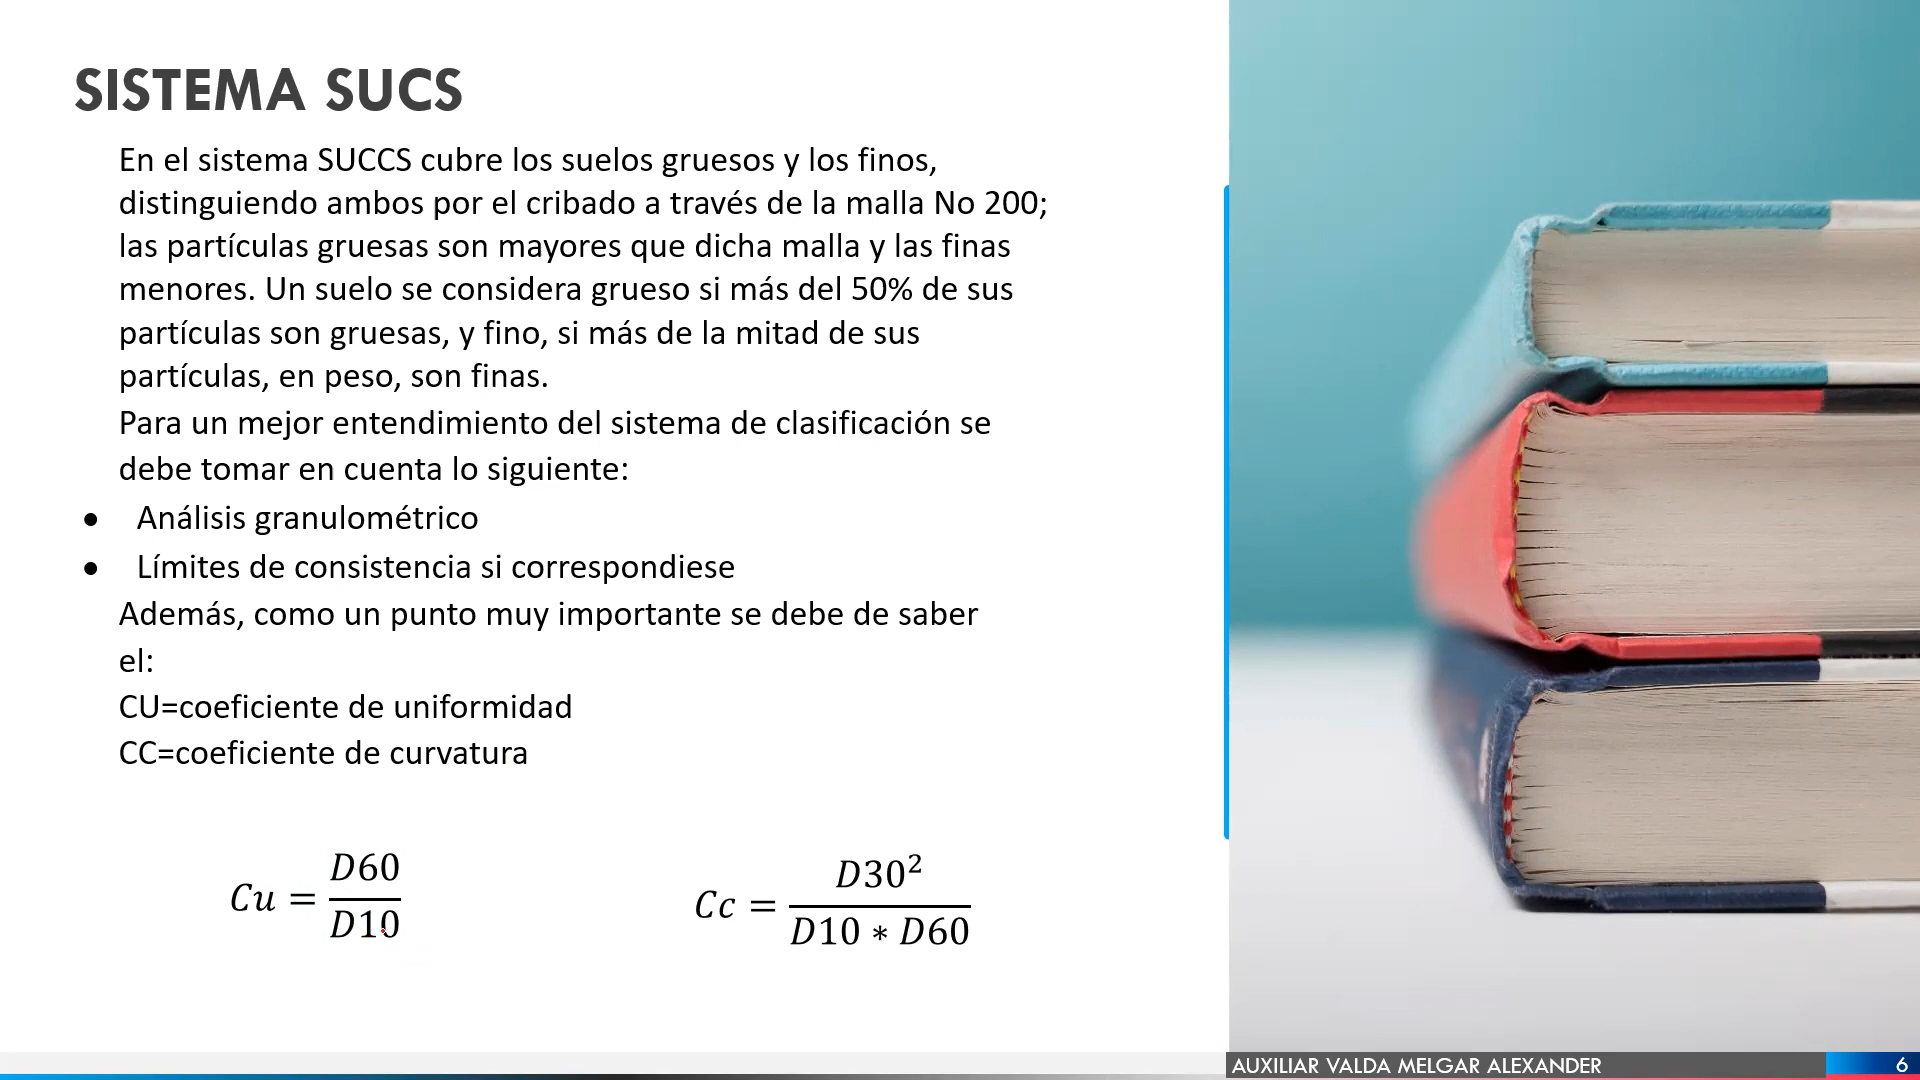 SISTEMA SUCS
En el sistema SUCCS cubre los suelos gruesos y los finos,
distinguiendo ambos por el cribado a través de la malla No 200;
las partículas gruesas son mayores que dicha malla y las finas
menores. Un suelo se considera grueso si más del 50% de sus
partículas son gruesas, y fino, si más de la mitad de sus
partículas, en peso, son finas.
Para un mejor entendimiento del sistema de clasificación se
debe tomar en cuenta lo siguiente:
● Análisis granulométrico
● Límites de consistencia si correspondiese
Además, como un punto muy importante se debe de saber
el:
CU=coeficiente de uniformidad
CC=coeficiente de curvatura
Cu = D60 / D10
Cc = D30² / D10 * D60
AUXILIAR VALDA MELGAR ALEXANDER
6